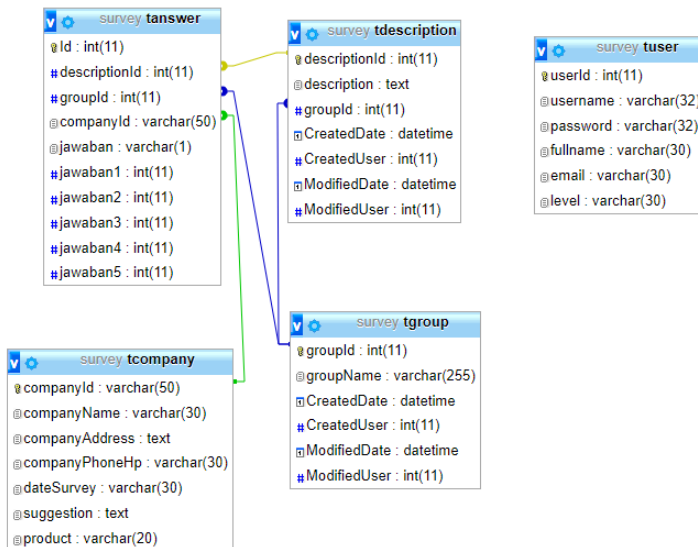 survey tanswer
Id : int(11)
descriptionId : int(11)
groupId : int(11)
companyId : varchar(50)
jawaban : varchar(1)
jawaban1 : int(11)
jawaban2 : int(11)
jawaban3 : int(11)
jawaban4 : int(11)
jawaban5 : int(11)
survey tdescription
descriptionId : int(11)
description : text
groupId : int(11)
CreatedDate : datetime
CreatedUser : int(11)
ModifiedDate : datetime
ModifiedUser : int(11)
survey tuser
userId : int(11)
username : varchar(32)
password : varchar(32)
fullname : varchar(30)
email : varchar(30)
level : varchar(30)
survey tcompany
companyId : varchar(50)
companyName : varchar(30)
companyAddress : text
companyPhoneHp : varchar(30)
dateSurvey : varchar(30)
suggestion : text
product : varchar(20)
survey tgroup
groupId : int(11)
groupName : varchar(255)
CreatedDate : datetime
CreatedUser : int(11)
ModifiedDate : datetime
ModifiedUser : int(11)